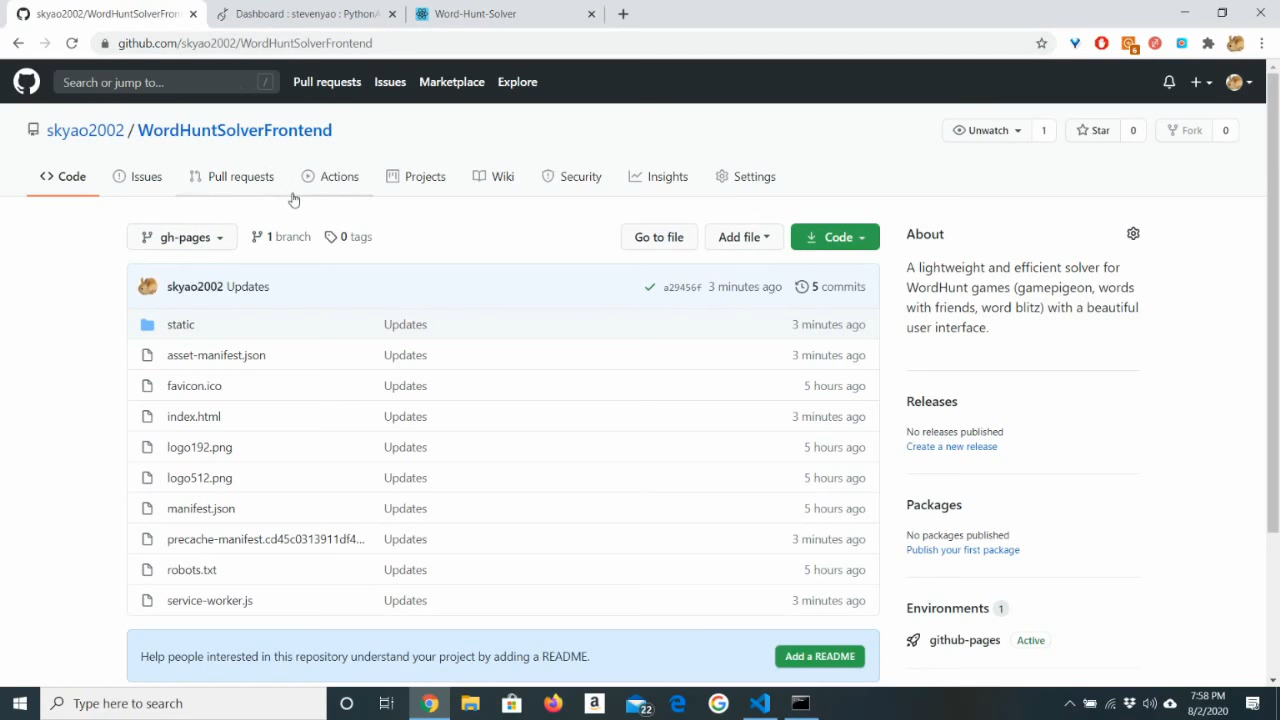 skyao2002/WordHuntSolverFron
Dashboard : stevenyao : PythonA
Word-Hunt-Solver
github.com/skyao2002/WordHuntSolverFrontend
6
Search or jump to...
/
Pull requests
Issues
Marketplace
Explore
skyao2002 / WordHuntSolverFrontend
Unwatch
1
Star
0
Fork
0
Code
Issues
Pull requests
Actions
Projects
Wiki
Security
Insights
Settings
gh-pages
1 branch
0 tags
Go to file
Add file
Code
skyao2002 Updates
a29456f
3 minutes ago
5 commits
static
Updates
3 minutes ago
asset-manifest.json
Updates
3 minutes ago
favicon.ico
Updates
5 hours ago
index.html
Updates
3 minutes ago
logo192.png
Updates
5 hours ago
logo512.png
Updates
5 hours ago
manifest.json
Updates
5 hours ago
precache-manifest.cd45c0313911df4...
Updates
3 minutes ago
robots.txt
Updates
5 hours ago
service-worker.js
Updates
3 minutes ago
Help people interested in this repository understand your project by adding a README.
Add a README
About
A lightweight and efficient solver for
WordHunt games (gamepigeon, words
with friends, word blitz) with a beautiful
user interface.
Releases
No releases published
Create a new release
Packages
No packages published
Publish your first package
Environments 1
github-pages
Active
Type here to search
22
7:58 PM
8/2/2020